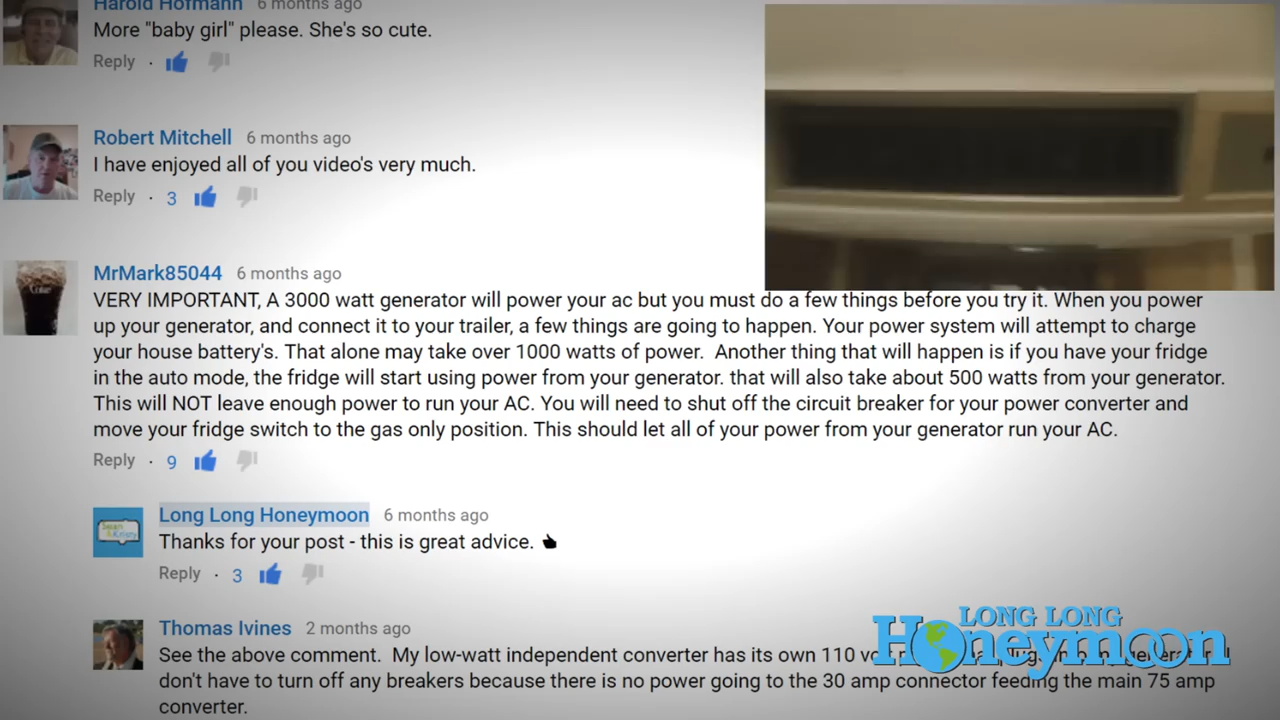 Harold Hofmann 6 months ago
More "baby girl" please. She's so cute.
Reply
Robert Mitchell 6 months ago
I have enjoyed all of you video's very much.
Reply · 3
MrMark85044 6 months ago
VERY IMPORTANT, A 3000 watt generator will power your ac but you must do a few things before you try it. When you power
up your generator, and connect it to your trailer, a few things are going to happen. Your power system will attempt to charge
your house battery's. That alone may take over 1000 watts of power. Another thing that will happen is if you have your fridge
in the auto mode, the fridge will start using power from your generator. that will also take about 500 watts from your generator.
This will NOT leave enough power to run your AC. You will need to shut off the circuit breaker for your power converter and
move your fridge switch to the gas only position. This should let all of your power from your generator run your AC.
Reply · 9
Long Long Honeymoon 6 months ago
Thanks for your post - this is great advice.
Reply · 3
Thomas Ivines 2 months ago
See the above comment. My low-watt independent converter has its own 110
don't have to turn off any breakers because there is no power going to the 30 amp connector feeding the main 75 amp
converter.
LONG LONG
Honeymoon